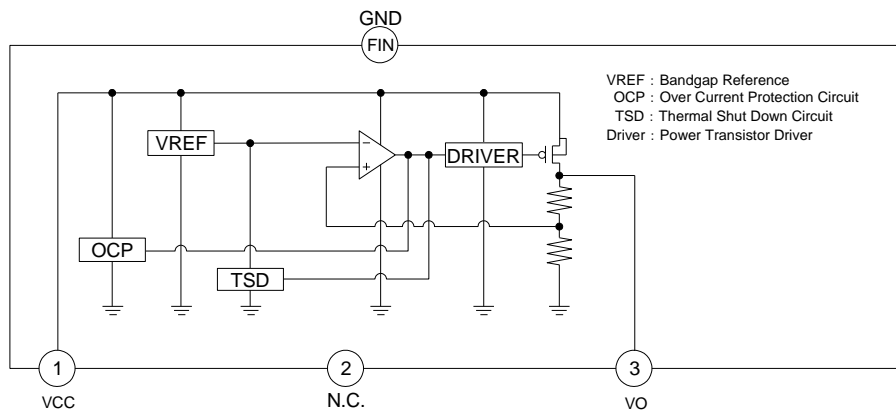 GND
FIN
VREF : Bandgap Reference
OCP : Over Current Protection Circuit
TSD : Thermal Shut Down Circuit
Driver : Power Transistor Driver
VREF
−
+
DRIVER
OCP
TSD
1
2
3
VCC
N.C.
VO